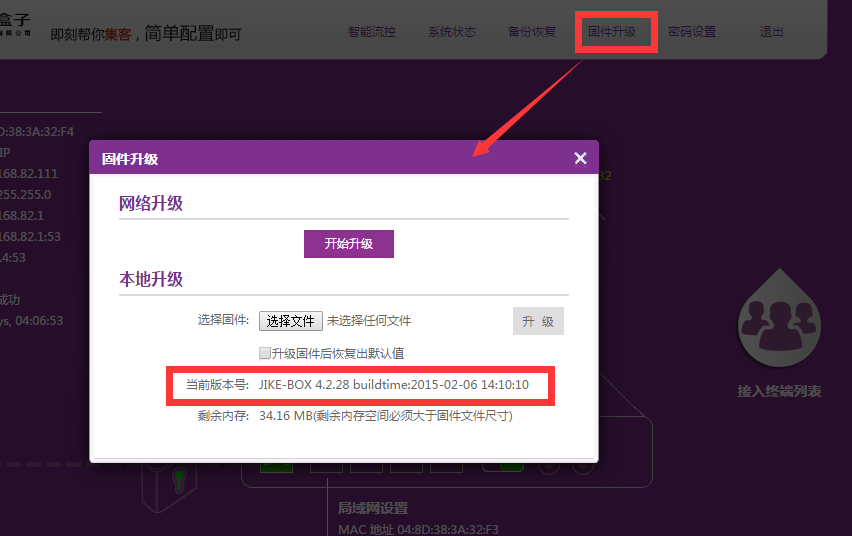 盒子
即刻帮你集客，简单配置即可
智能流控 系统状态 备份恢复 固件升级 密码设置 退出
D:38:3A:32:F4
IP
168.82.111
255.255.0
168.82.1
168.82.1:53
.4:53
成功
ys, 04:06:53
32
固件升级
网络升级
开始升级
本地升级
选择固件: 选择文件 未选择任何文件 升 级
升级固件后恢复出默认值
当前版本号: JIKE-BOX 4.2.28 buildtime:2015-02-06 14:10:10
剩余内存: 34.16 MB(剩余内存空间必须大于固件文件尺寸)
接入终端列表
局域网设置
MAC 地址 04:8D:38:3A:32:F3